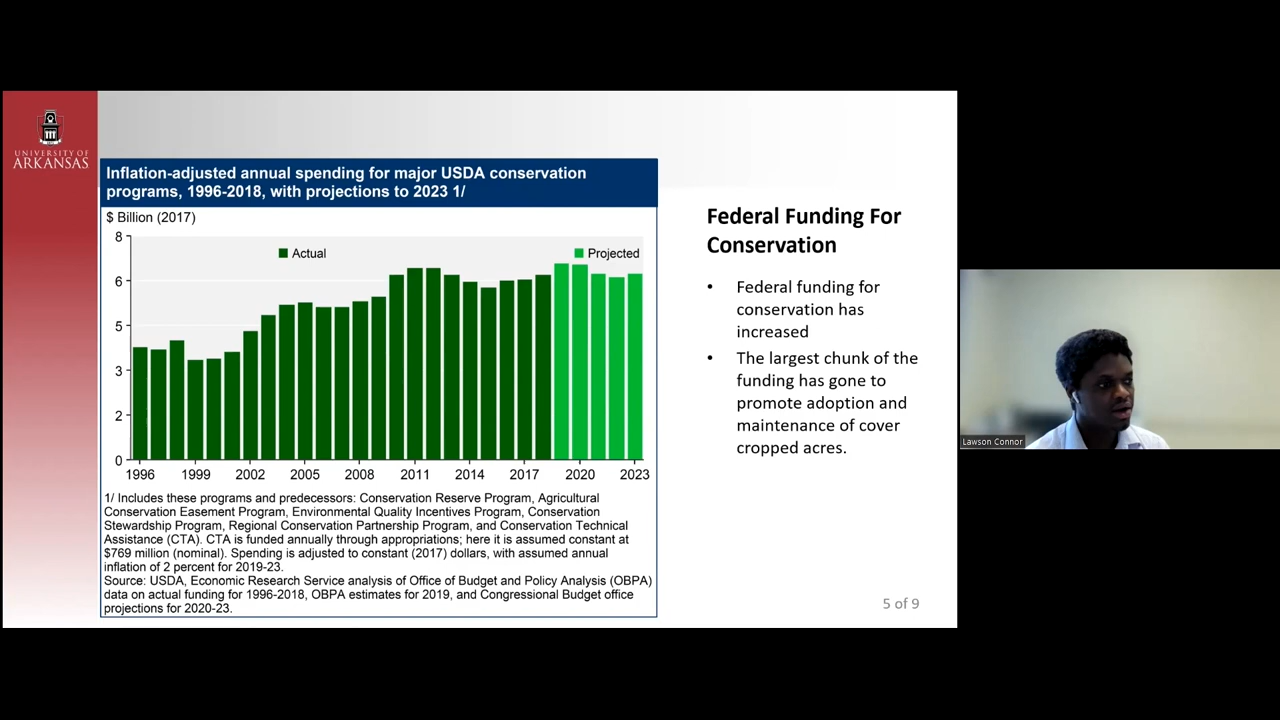 UNIVERSITY OF
ARKANSAS
Inflation-adjusted annual spending for major USDA conservation
programs, 1996-2018, with projections to 2023 1/
$ Billion (2017)
8
6
5
3
2
0
Actual
Projected
1996
1999
2002
2005
2008
2011
2014
2017
2020
2023
1/ Includes these programs and predecessors: Conservation Reserve Program, Agricultural
Conservation Easement Program, Environmental Quality Incentives Program, Conservation
Stewardship Program, Regional Conservation Partnership Program, and Conservation Technical
Assistance (CTA). CTA is funded annually through appropriations; here it is assumed constant at
$769 million (nominal). Spending is adjusted to constant (2017) dollars, with assumed annual
inflation of 2 percent for 2019-23.
Source: USDA, Economic Research Service analysis of Office of Budget and Policy Analysis (OBPA)
data on actual funding for 1996-2018, OBPA estimates for 2019, and Congressional Budget office
projections for 2020-23.
Federal Funding For
Conservation
• Federal funding for
conservation has
increased
• The largest chunk of the
funding has gone to
promote adoption and
maintenance of cover
cropped acres.
5 of 9
Lawson Connor